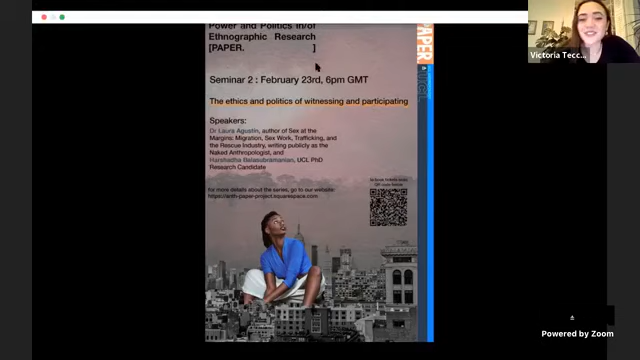 Power and Politics in/of
Ethnographic Research
[PAPER. ]
Seminar 2 : February 23rd, 6pm GMT
The ethics and politics of witnessing and participating
Speakers:
Dr Laura Agustín, author of Sex at the
Margins: Migration, Sex Work, Trafficking, and
the Rescue Industry, writing publicly as the
Naked Anthropologist, and
Harshadha Balasubramanian, UCL PhD
Research Candidate
for more details about the series, go to our website:
https://anth-paper-project.squarespace.com
PAPER.
UCL
Victoria Tecc...
Powered by Zoom